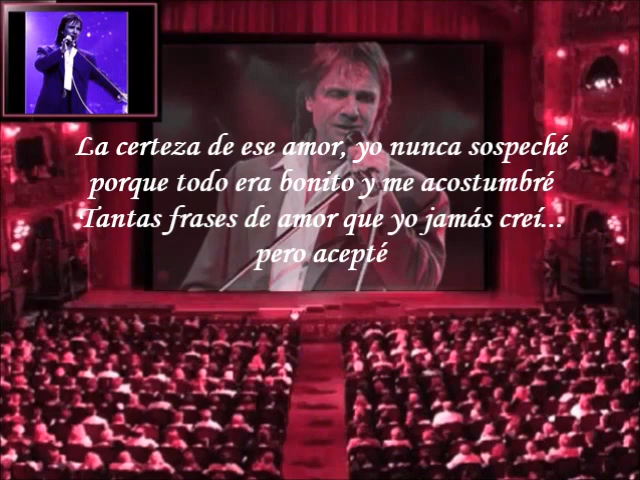 La certeza de ese amor, yo nunca sospeché
porque todo era bonito y me acostumbré
Tantas frases de amor que yo jamás creí...
pero acepté